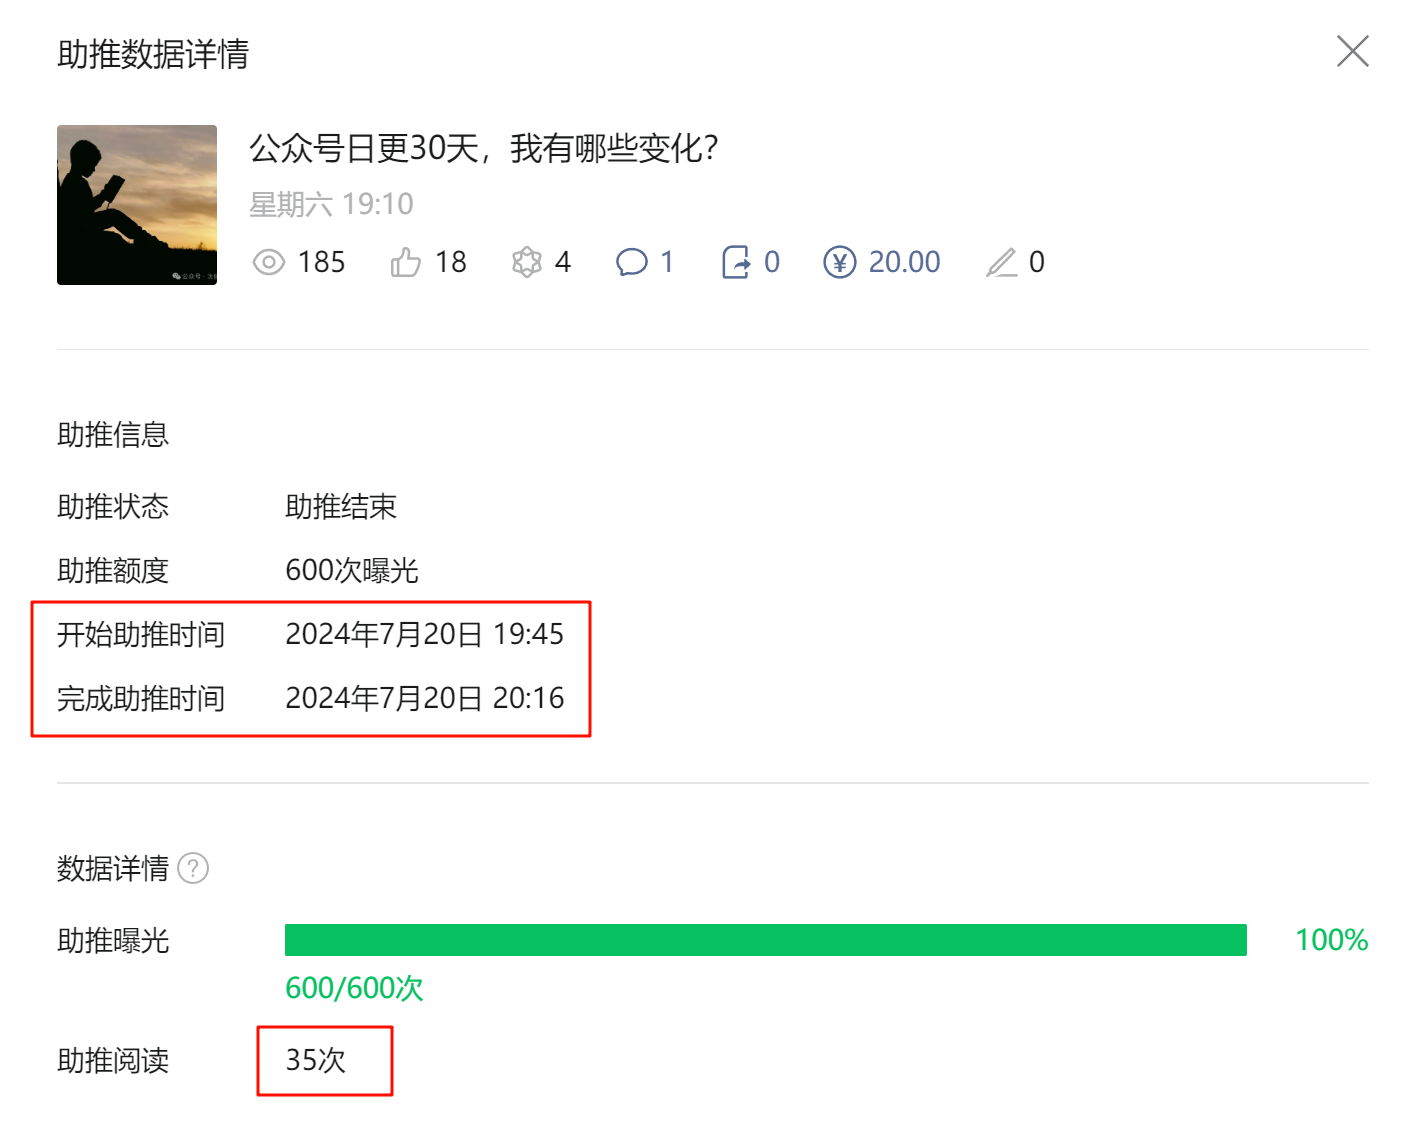 助推数据详情
公众号日更30天，我有哪些变化？
星期六 19:10
185 18 4 1 0 20.00 0
公众号 ·
助推信息
助推状态 助推结束
助推额度 600次曝光
开始助推时间 2024年7月20日 19:45
完成助推时间 2024年7月20日 20:16
数据详情 ?
助推曝光 100%
600/600次
助推阅读 35次